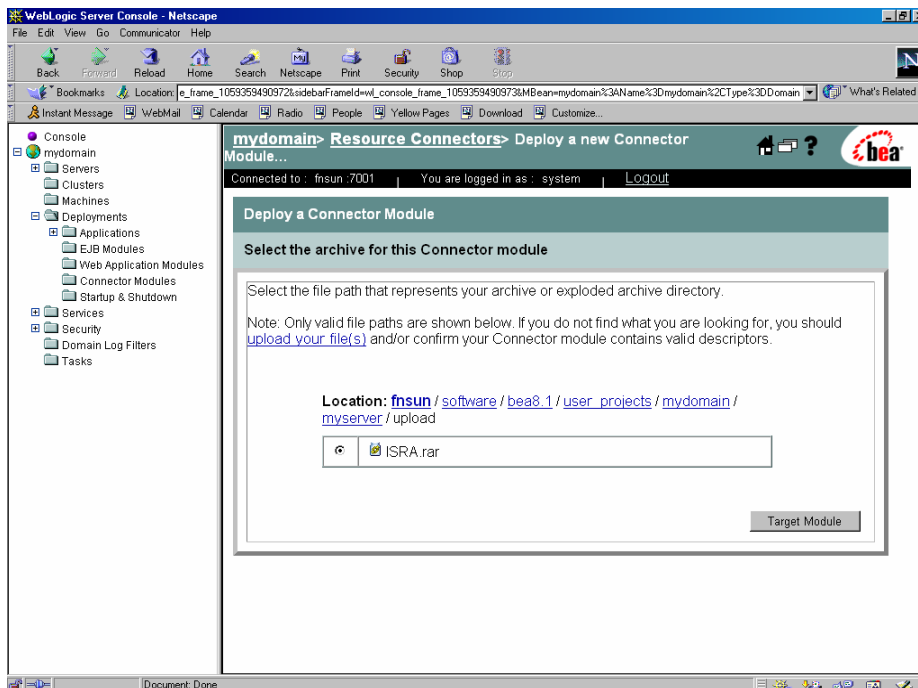 WebLogic Server Console - Netscape
File Edit View Go Communicator Help
Back Forward Reload Home Search Netscape Print Security Shop Stop
Bookmarks Location: e_frame_1059359490972&sidebarFrameId=wl_console_frame_1059359490973&MBean=mydomain%3AName%3Dmydomain%2CType%3DDomain What's Related
Instant Message WebMail Calendar Radio People Yellow Pages Download Customize...
Console
mydomain
Servers
Clusters
Machines
Deployments
Applications
EJB Modules
Web Application Modules
Connector Modules
Startup & Shutdown
Services
Security
Domain Log Filters
Tasks
mydomain> Resource Connectors> Deploy a new Connector
Module...
bea
Connected to : fnsun :7001 You are logged in as : system Logout
Deploy a Connector Module
Select the archive for this Connector module
Select the file path that represents your archive or exploded archive directory.
Note: Only valid file paths are shown below. If you do not find what you are looking for, you should
upload your file(s) and/or confirm your Connector module contains valid descriptors.
Location: fnsun / software / bea8.1 / user_projects / mydomain /
myserver / upload
ISRA.rar
Target Module
Document: Done